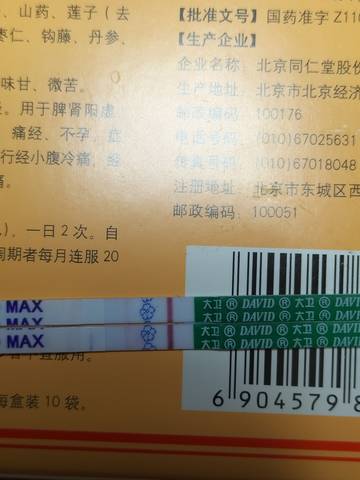 、山药、莲子（去
枣仁、钩藤、丹参、
味甘、微苦。
用于脾肾阳虚
痛经、不孕，症
行经小腹冷痛，经
痛。
，一日2次。自
周期者每月连服20
每盒装10袋。
【批准文号】国药准字Z110
【生产企业】
企业名称：北京同仁堂股份
生产地址：北京市北京经济
邮政编码：100176
电话号码：(010)67025631
传真号码：(010)67018048
注册地址：北京市东城区西
邮政编码：100051
MAX 大卫 ® DAVID ® 大卫 ® DAVID ®
MAX
MAX 大卫 ® DAVID ® 大卫 ® DAVID ®
6 904579 8